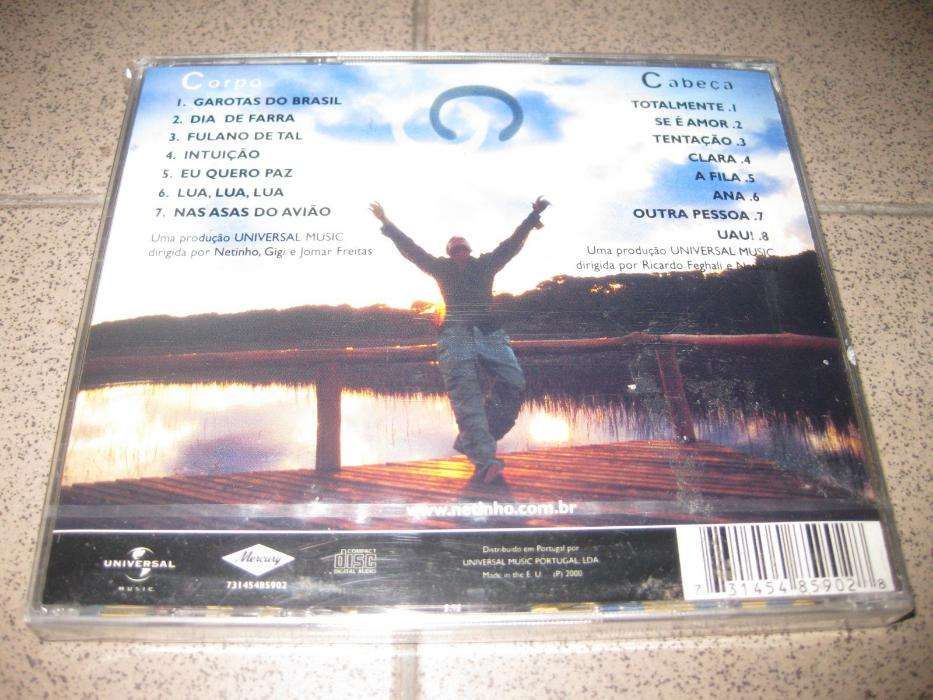 Corpo
1. GAROTAS DO BRASIL
2. DIA DE FARRA
3. FULANO DE TAL
4. INTUIÇÃO
5. EU QUERO PAZ
6. LUA, LUA, LUA
7. NAS ASAS DO AVIÃO
Uma produção UNIVERSAL MUSIC
dirigida por Netinho, Gigi e Jomar Freitas
Cabeça
TOTALMENTE .1
SE É AMOR .2
TENTAÇÃO .3
CLARA .4
A FILA .5
ANA .6
OUTRA PESSOA .7
UAU! .8
Uma produção UNIVERSAL MUSIC
dirigida por Ricardo Feghali e
www.netinho.com.br
UNIVERSAL
MUSIC
Mercury
73145485902
COMPACT
DISC
DIGITAL AUDIO
Distribuido em Portugal por
UNIVERSAL MUSIC PORTUGAL, LDA
Made in the E. U (P) 2000
7 31454 85902 8